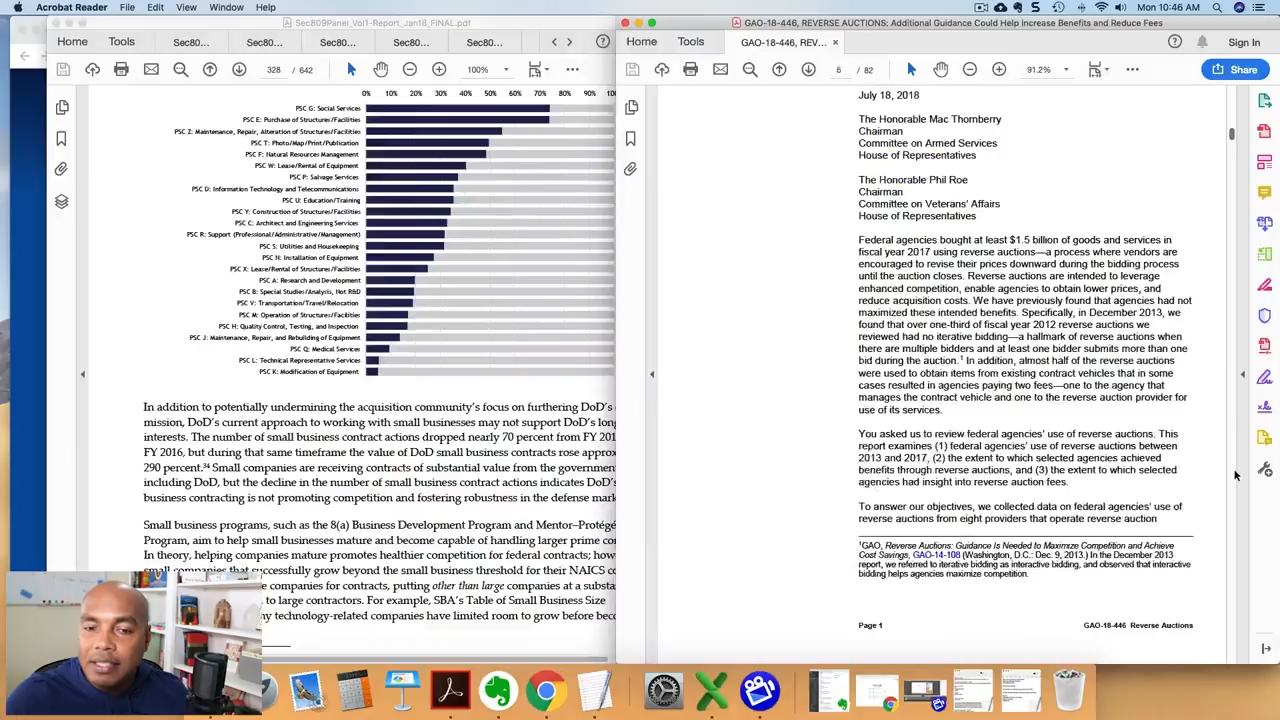 Acrobat Reader File Edit View Window Help
Mon 10:46 AM
Sec809Panel_Vol1-Report_Jan18_FINAL.pdf
Home Tools Sec80... Sec80... Sec80... Sec80... Sec80...
328 / 642 100%
0% 10% 20% 30% 40% 50% 60% 70% 80% 90%
PSC G: Social Services
PSC E: Purchase of Structures/Facilities
PSC Z: Maintenance, Repair, Alteration of Structures/Facilities
PSC T: Photo/Map/Print/Publication
PSC F: Natural Resources Management
PSC W: Lease/Rental of Equipment
PSC P: Salvage Services
PSC D: Information Technology and Telecommunications
PSC U: Education/Training
PSC Y: Construction of Structures/Facilities
PSC C: Architect and Engineering Services
PSC R: Support (Professional/Administrative/Management)
PSC S: Utilities and Housekeeping
PSC N: Installation of Equipment
PSC X: Lease/Rental of Structures/Facilities
PSC A: Research and Development
PSC B: Special Studies/Analysis, Not R&D
PSC V: Transportation/Travel/Relocation
PSC M: Operation of Structures/Facilities
PSC H: Quality Control, Testing, and Inspection
PSC J: Maintenance, Repair, and Rebuilding of Equipment
PSC Q: Medical Services
PSC L: Technical Representative Services
PSC K: Modification of Equipment
In addition to potentially undermining the acquisition community's focus on furthering DoD's
mission, DoD's current approach to working with small businesses may not support DoD's
interests. The number of small business contract actions dropped nearly 70 percent from FY 201
FY 2016, but during that same timeframe the value of DoD small business contracts rose
290 percent.34 Small companies are receiving contracts of substantial value from the
including DoD, but the decline in the number of small business contract actions indicates
business contracting is not promoting competition and fostering robustness in the defense
Small business programs, such as the 8(a) Business Development Program and
Program, aim to help small businesses mature and become capable of handling larger prime
In theory, helping companies mature promotes healthier competition for federal contracts;
small companies that successfully grow beyond the small business threshold for their NAICS
companies for contracts, putting other than large companies at a
to large contractors. For example, SBA's Table of Small Business Size
technology-related companies have limited room to grow before
GAO-18-446, REVERSE AUCTIONS: Additional Guidance Could Help Increase Benefits and Reduce Fees
Home Tools GAO-18-446, REV... × Sign In
5 / 82 91.2% Share
July 18, 2018
The Honorable Mac Thornberry
Chairman
Committee on Armed Services
House of Representatives
The Honorable Phil Roe
Chairman
Committee on Veterans' Affairs
House of Representatives
Federal agencies bought at least $1.5 billion of goods and services in
fiscal year 2017 using reverse auctions—a process where vendors are
encouraged to revise their prices downward during the bidding process
until the auction closes. Reverse auctions are intended to leverage
enhanced competition, enable agencies to obtain lower prices, and
reduce acquisition costs. We have previously found that agencies had not
maximized these intended benefits. Specifically, in December 2013, we
found that over one-third of fiscal year 2012 reverse auctions we
reviewed had no iterative bidding—a hallmark of reverse auctions when
there are multiple bidders and at least one bidder submits more than one
bid during the auction.1 In addition, almost half of the reverse auctions
were used to obtain items from existing contract vehicles that in some
cases resulted in agencies paying two fees—one to the agency that
manages the contract vehicle and one to the reverse auction provider for
use of its services.
You asked us to review federal agencies' use of reverse auctions. This
report examines (1) federal agencies' use of reverse auctions between
2013 and 2017, (2) the extent to which selected agencies achieved
benefits through reverse auctions, and (3) the extent to which selected
agencies had insight into reverse auction fees.
To answer our objectives, we collected data on federal agencies' use of
reverse auctions from eight providers that operate reverse auction
1GAO, Reverse Auctions: Guidance Is Needed to Maximize Competition and Achieve
Cost Savings, GAO-14-108 (Washington, D.C.: Dec. 9, 2013.) In the December 2013
report, we referred to iterative bidding as interactive bidding, and observed that interactive
bidding helps agencies maximize competition.
Page 1 GAO-18-446 Reverse Auctions